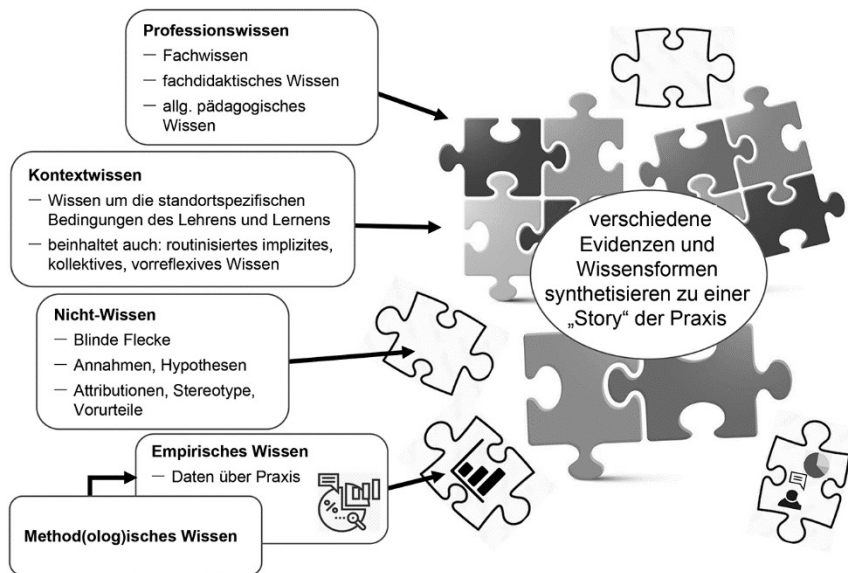 Professionswissen
– Fachwissen
– fachdidaktisches Wissen
– allg. pädagogisches
Wissen
Kontextwissen
– Wissen um die standortspezifischen
Bedingungen des Lehrens und Lernens
– beinhaltet auch: routinisiertes implizites,
kollektives, vorreflexives Wissen
Nicht-Wissen
– Blinde Flecke
– Annahmen, Hypothesen
– Attributionen, Stereotype,
Vorurteile
Empirisches Wissen
– Daten über Praxis
%
Method(olog)isches Wissen
verschiedene
Evidenzen und
Wissensformen
synthetisieren zu einer
„Story“ der Praxis